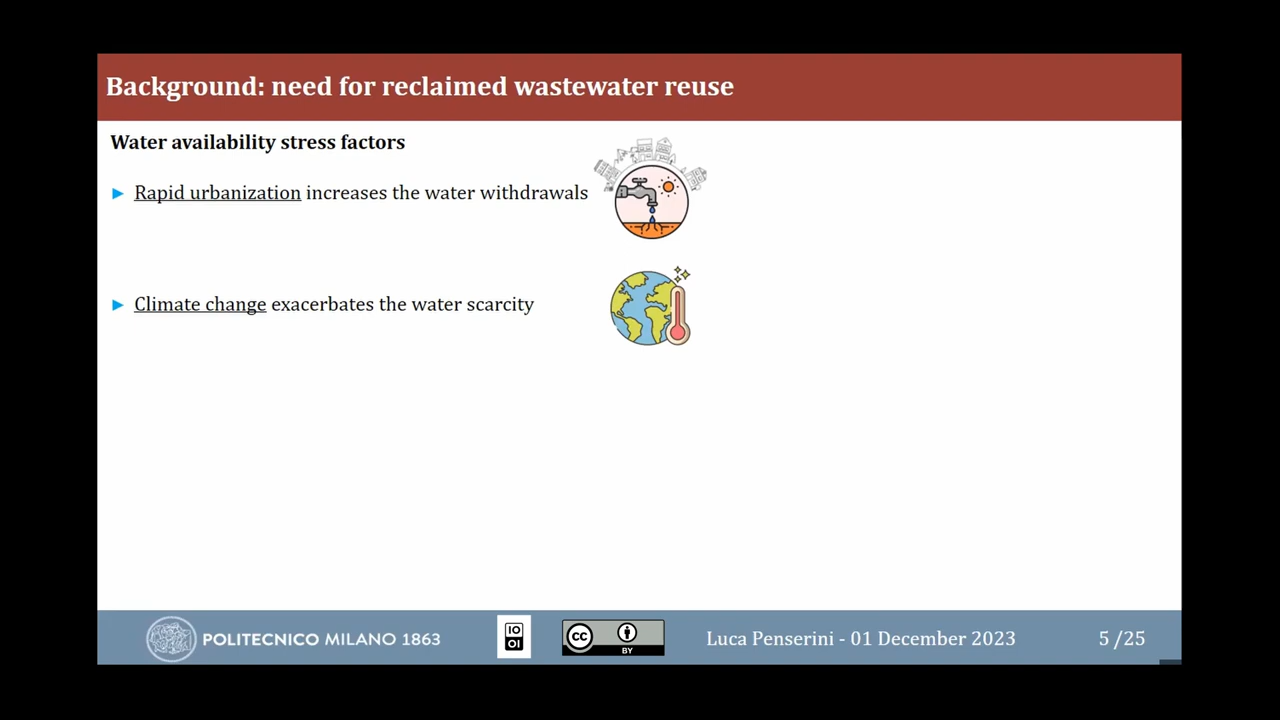 Background: need for reclaimed wastewater reuse
Water availability stress factors
Rapid urbanization increases the water withdrawals
Climate change exacerbates the water scarcity
POLITECNICO MILANO 1863
IO
OI
CC
BY
Luca Penserini - 01 December 2023
5 /25